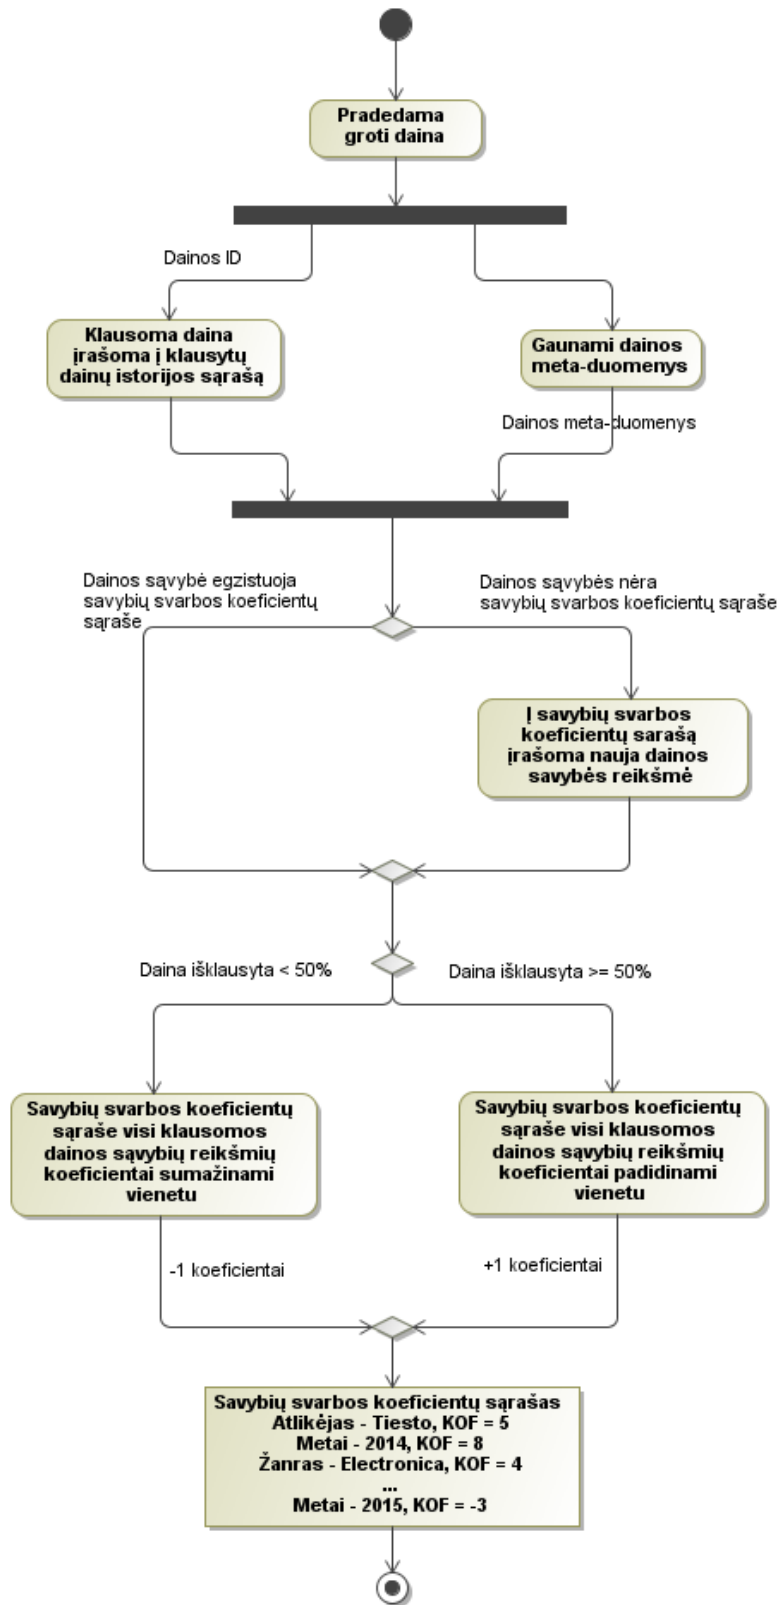 Pradedama
groti daina
Dainos ID
Klausoma daina
įrašoma į klausytų
dainų istorijos sąrašą
Gaunami dainos
meta-duomenys
Dainos meta-duomenys
Dainos sąvybė egzistuoja
savybių svarbos koeficientų
sąraše
Dainos sąvybės nėra
savybių svarbos koeficientų sąraše
Į savybių svarbos
koeficientų sarašą
įrašoma nauja dainos
savybės reikšmė
Daina išklausyta < 50%
Daina išklausyta >= 50%
Savybių svarbos koeficientų
sąraše visi klausomos
dainos sąvybių reikšmių
koeficientai sumažinami
vienetu
Savybių svarbos koeficientų
sąraše visi klausomos
dainos sąvybių reikšmių
koeficientai padidinami
vienetu
-1 koeficientai
+1 koeficientai
Savybių svarbos koeficientų sąrašas
Atlikėjas - Tiesto, KOF = 5
Metai - 2014, KOF = 8
Žanras - Electronica, KOF = 4
...
Metai - 2015, KOF = -3